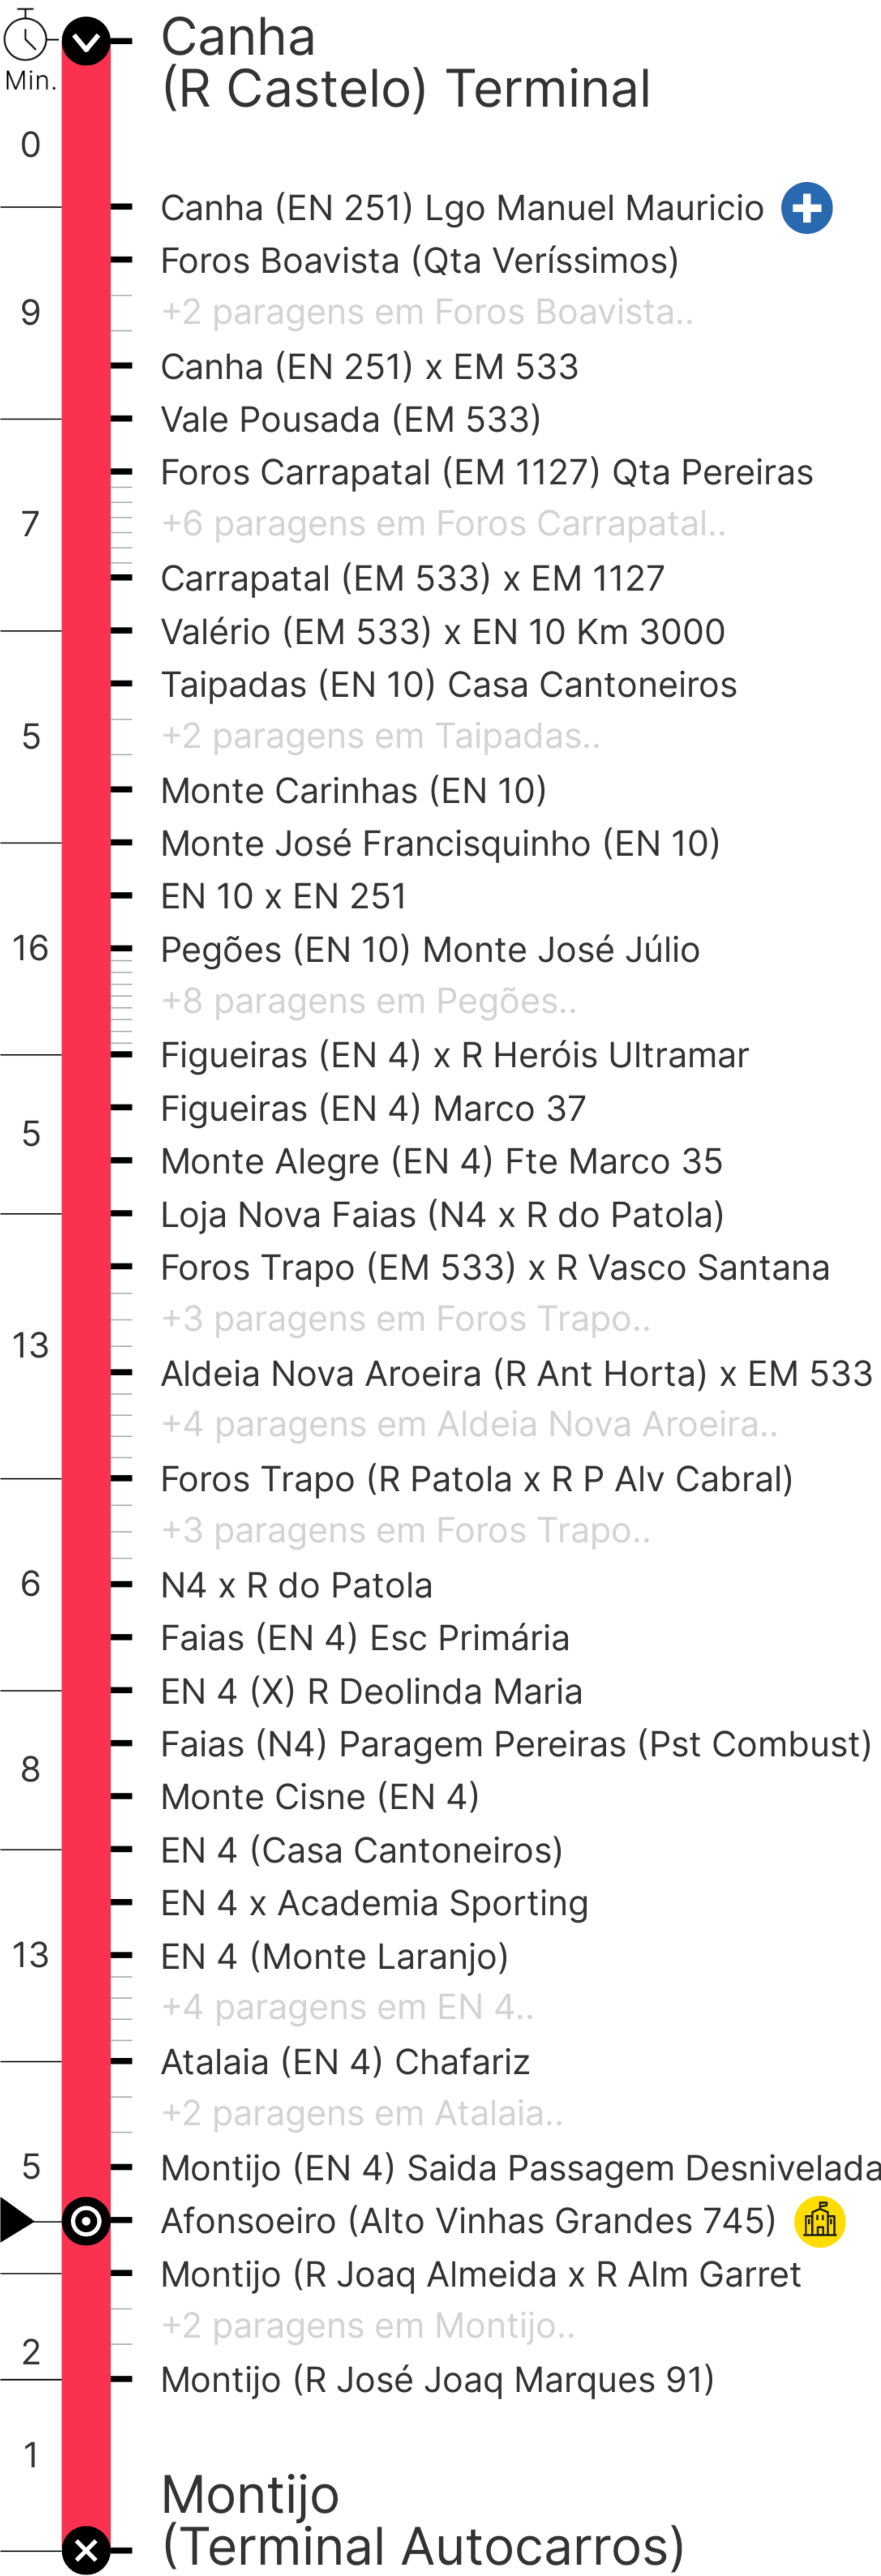 Canha
(R Castelo) Terminal
Min.
0
Canha (EN 251) Lgo Manuel Mauricio
Foros Boavista (Qta Veríssimos)
9
+2 paragens em Foros Boavista..
Canha (EN 251) x EM 533
Vale Pousada (EM 533)
Foros Carrapatal (EM 1127) Qta Pereiras
7
+6 paragens em Foros Carrapatal..
Carrapatal (EM 533) x EM 1127
Valério (EM 533) x EN 10 Km 3000
Taipadas (EN 10) Casa Cantoneiros
5
+2 paragens em Taipadas..
Monte Carinhas (EN 10)
Monte José Francisquinho (EN 10)
EN 10 x EN 251
16
Pegões (EN 10) Monte José Júlio
+8 paragens em Pegões..
Figueiras (EN 4) x R Heróis Ultramar
Figueiras (EN 4) Marco 37
5
Monte Alegre (EN 4) Fte Marco 35
Loja Nova Faias (N4 x R do Patola)
Foros Trapo (EM 533) x R Vasco Santana
+3 paragens em Foros Trapo..
13
Aldeia Nova Aroeira (R Ant Horta) x EM 533
+4 paragens em Aldeia Nova Aroeira..
Foros Trapo (R Patola x R P Alv Cabral)
+3 paragens em Foros Trapo..
6
N4 x R do Patola
Faias (EN 4) Esc Primária
EN 4 (X) R Deolinda Maria
Faias (N4) Paragem Pereiras (Pst Combust)
8
Monte Cisne (EN 4)
EN 4 (Casa Cantoneiros)
EN 4 x Academia Sporting
13
EN 4 (Monte Laranjo)
+4 paragens em EN 4..
Atalaia (EN 4) Chafariz
+2 paragens em Atalaia..
5
Montijo (EN 4) Saida Passagem Desnivelada
Afonsoeiro (Alto Vinhas Grandes 745)
Montijo (R Joaq Almeida x R Alm Garret
+2 paragens em Montijo..
2
Montijo (R José Joaq Marques 91)
1
Montijo
(Terminal Autocarros)